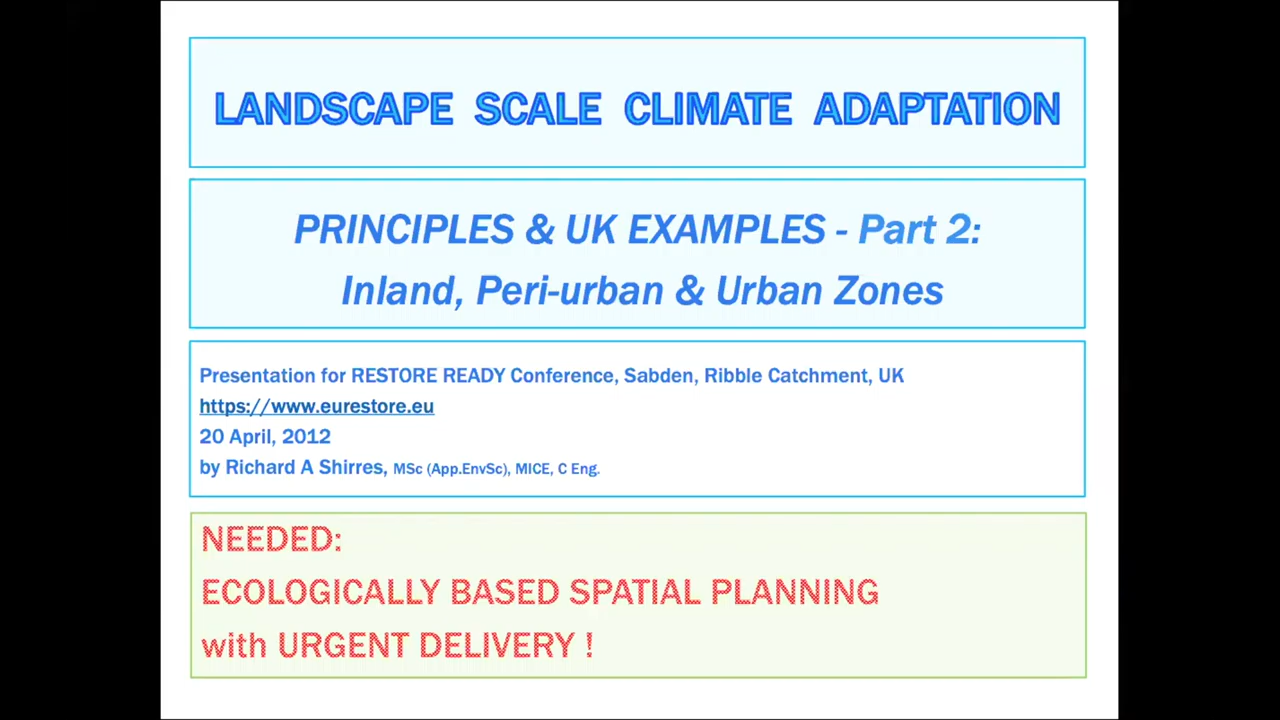 LANDSCAPE SCALE CLIMATE ADAPTATION
PRINCIPLES & UK EXAMPLES - Part 2:
Inland, Peri-urban & Urban Zones
Presentation for RESTORE READY Conference, Sabden, Ribble Catchment, UK
https://www.eurestore.eu
20 April, 2012
by Richard A Shirres, MSc (App.EnvSc), MICE, C Eng.
NEEDED:
ECOLOGICALLY BASED SPATIAL PLANNING
with URGENT DELIVERY !